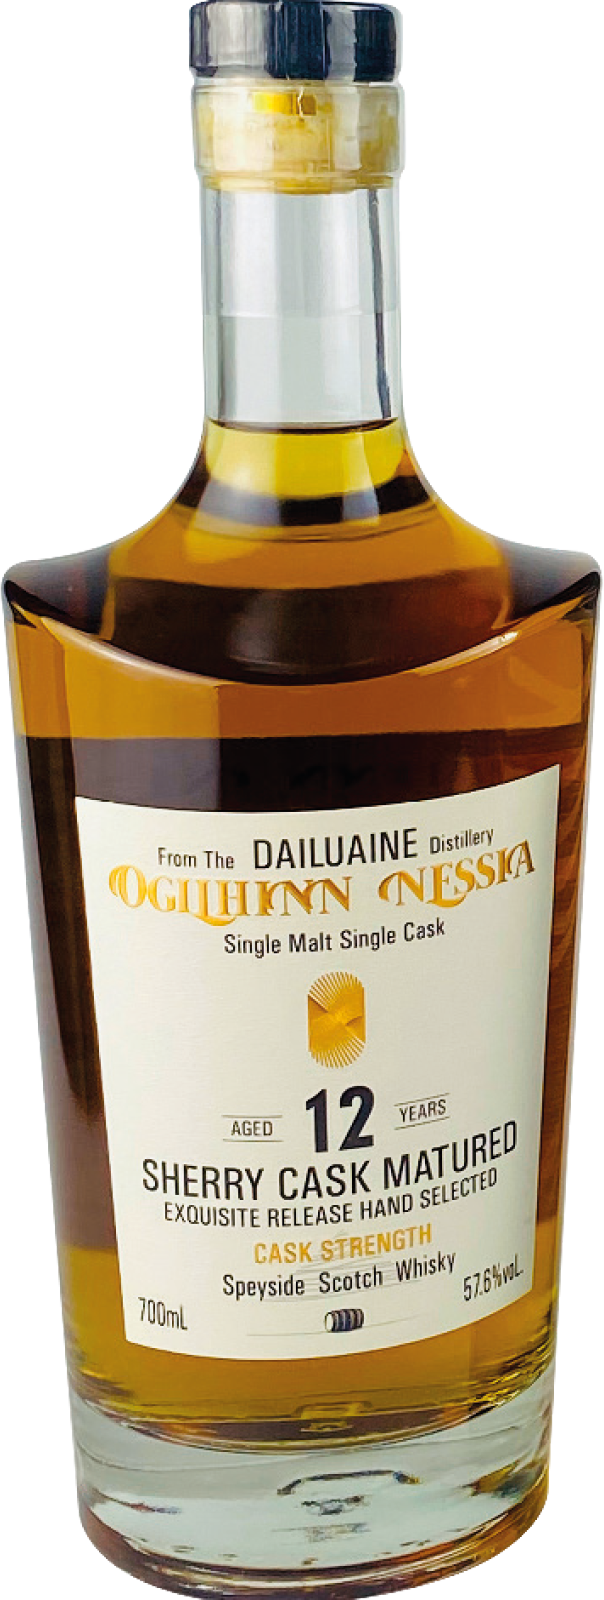 From The DAILUAINE Distillery
OGILHINN NESSIA
Single Malt Single Cask
AGED 12 YEARS
SHERRY CASK MATURED
EXQUISITE RELEASE HAND SELECTED
CASK STRENGTH
Speyside Scotch Whisky
700mL 57.6%voL.